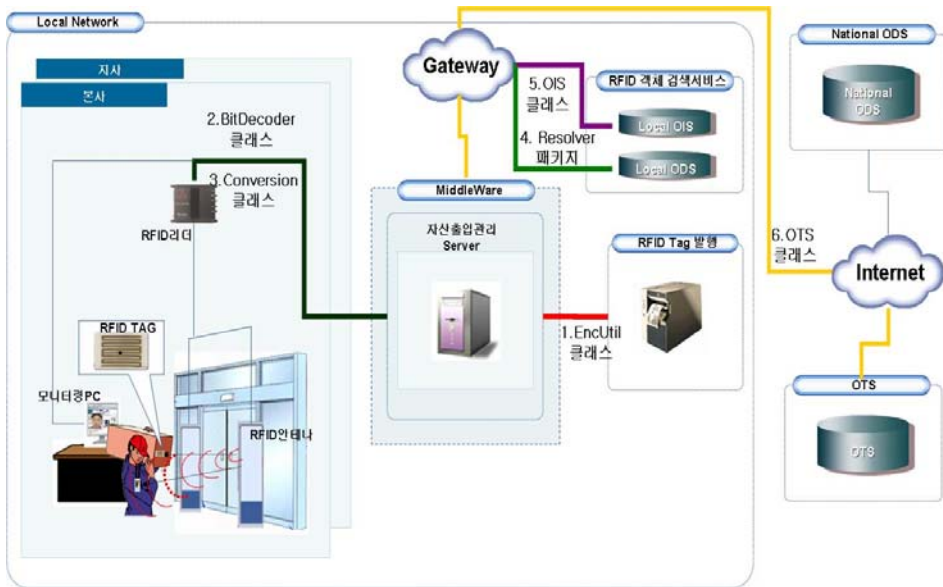 Local Network
지사
본사
2.BitDecoder
클래스
3.Conversion
클래스
RFID리더
RFID TAG
모니터링PC
RFID안테나
Gateway
5.OIS
클래스
4. Resolver
패키지
RFID 객체 검색서비스
Local OIS
Local ODS
MiddleWare
자산출입관리
Server
1.EncUtil
클래스
RFID Tag 발행
6.OTS
클래스
National ODS
National
ODS
Internet
OTS
OTS